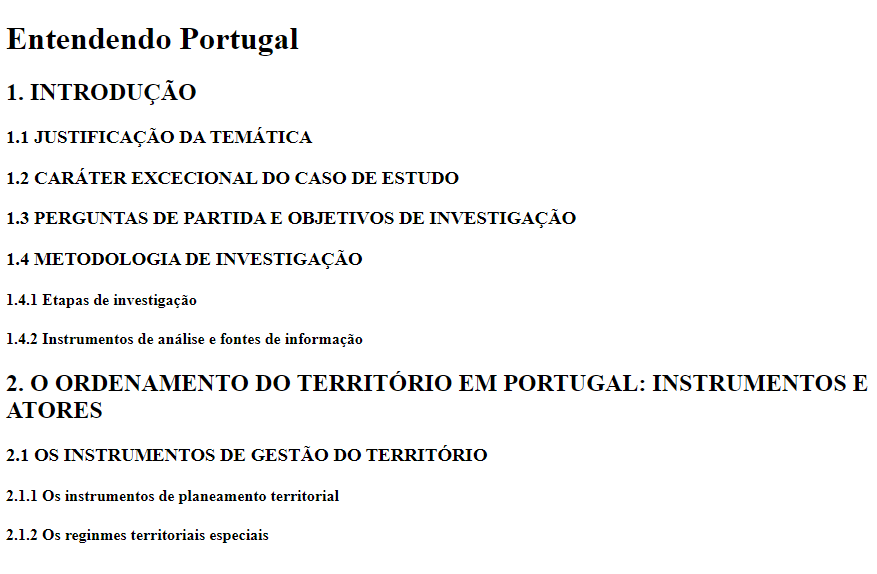 Entendendo Portugal
1. INTRODUÇÃO
1.1 JUSTIFICAÇÃO DA TEMÁTICA
1.2 CARÁTER EXCECIONAL DO CASO DE ESTUDO
1.3 PERGUNTAS DE PARTIDA E OBJETIVOS DE INVESTIGAÇÃO
1.4 METODOLOGIA DE INVESTIGAÇÃO
1.4.1 Etapas de investigação
1.4.2 Instrumentos de análise e fontes de informação
2. O ORDENAMENTO DO TERRITÓRIO EM PORTUGAL: INSTRUMENTOS E
ATORES
2.1 OS INSTRUMENTOS DE GESTÃO DO TERRITÓRIO
2.1.1 Os instrumentos de planeamento territorial
2.1.2 Os reginmes territoriais especiais